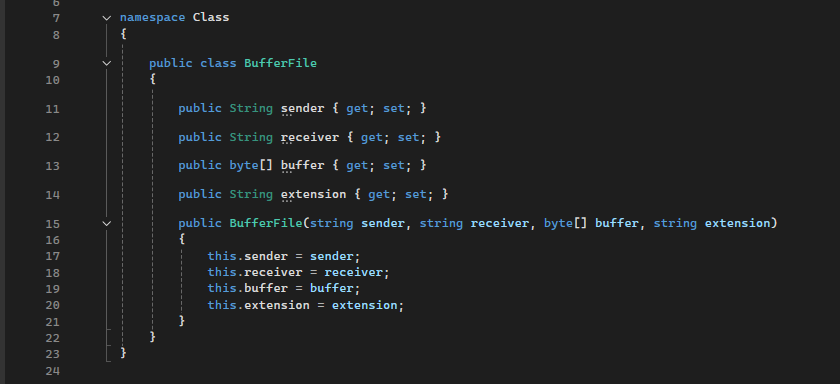 6
7 namespace Class
8 {
9 public class BufferFile
10 {
11 public String sender { get; set; }
12 public String receiver { get; set; }
13 public byte[] buffer { get; set; }
14 public String extension { get; set; }
15 public BufferFile(string sender, string receiver, byte[] buffer, string extension)
16 {
17 this.sender = sender;
18 this.receiver = receiver;
19 this.buffer = buffer;
20 this.extension = extension;
21 }
22 }
23 }
24